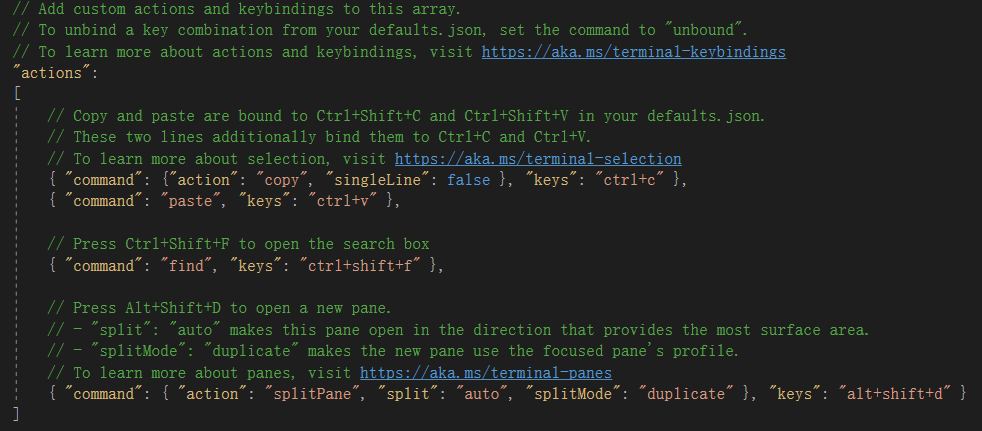 // Add custom actions and keybindings to this array.
// To unbind a key combination from your defaults.json, set the command to "unbound".
// To learn more about actions and keybindings, visit https://aka.ms/terminal-keybindings
"actions":
[
// Copy and paste are bound to Ctrl+Shift+C and Ctrl+Shift+V in your defaults.json.
// These two lines additionally bind them to Ctrl+C and Ctrl+V.
// To learn more about selection, visit https://aka.ms/terminal-selection
{ "command": {"action": "copy", "singleLine": false }, "keys": "ctrl+c" },
{ "command": "paste", "keys": "ctrl+v" },
// Press Ctrl+Shift+F to open the search box
{ "command": "find", "keys": "ctrl+shift+f" },
// Press Alt+Shift+D to open a new pane.
// - "split": "auto" makes this pane open in the direction that provides the most surface area.
// - "splitMode": "duplicate" makes the new pane use the focused pane's profile.
// To learn more about panes, visit https://aka.ms/terminal-panes
{ "command": { "action": "splitPane", "split": "auto", "splitMode": "duplicate" }, "keys": "alt+shift+d" }
]